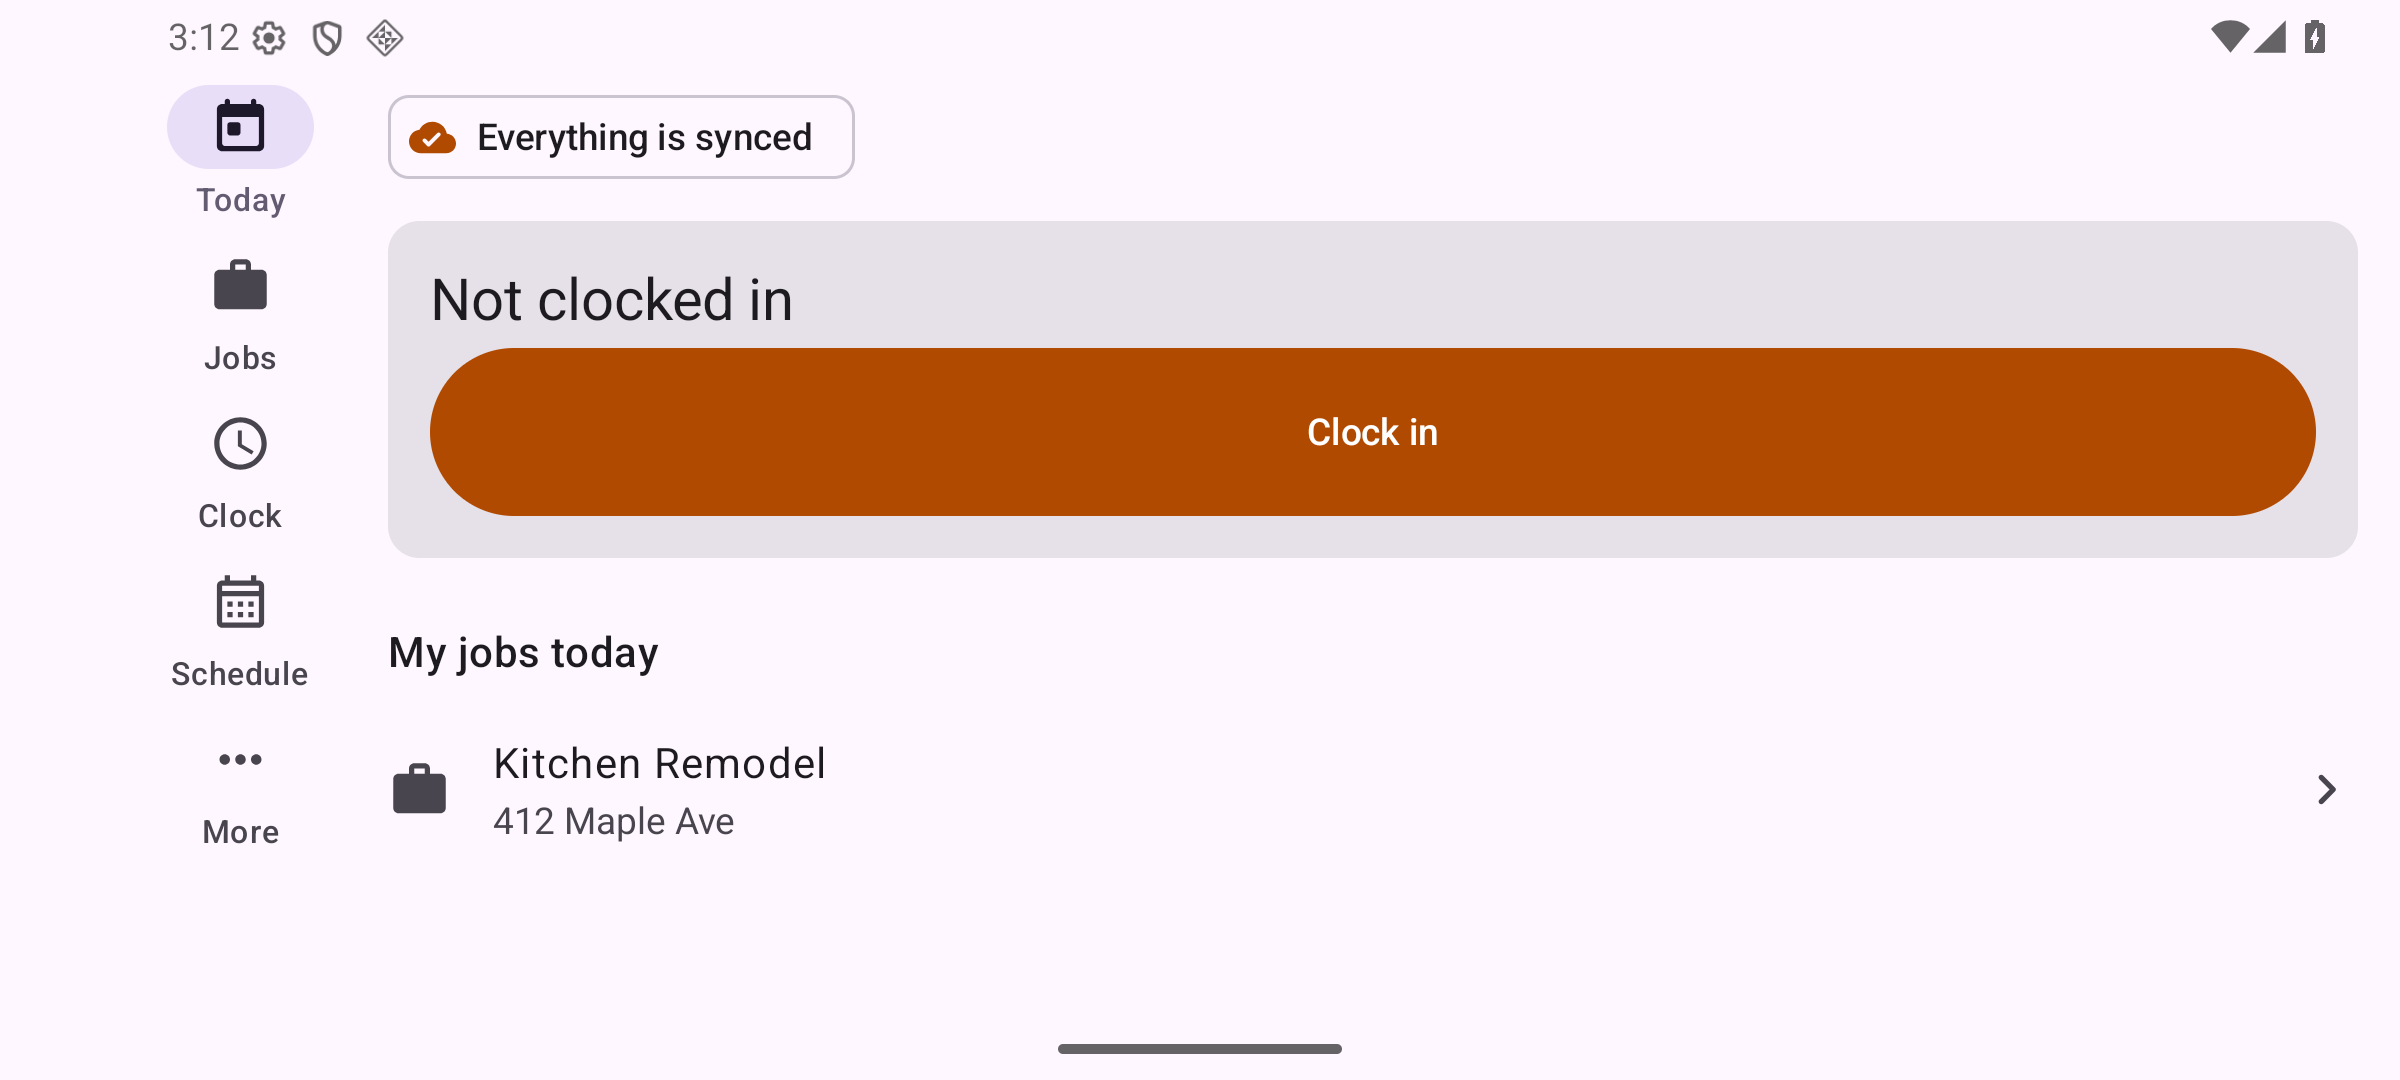 3:12
Today
Jobs
Clock
Schedule
More
Everything is synced
Not clocked in
Clock in
My jobs today
Kitchen Remodel
412 Maple Ave